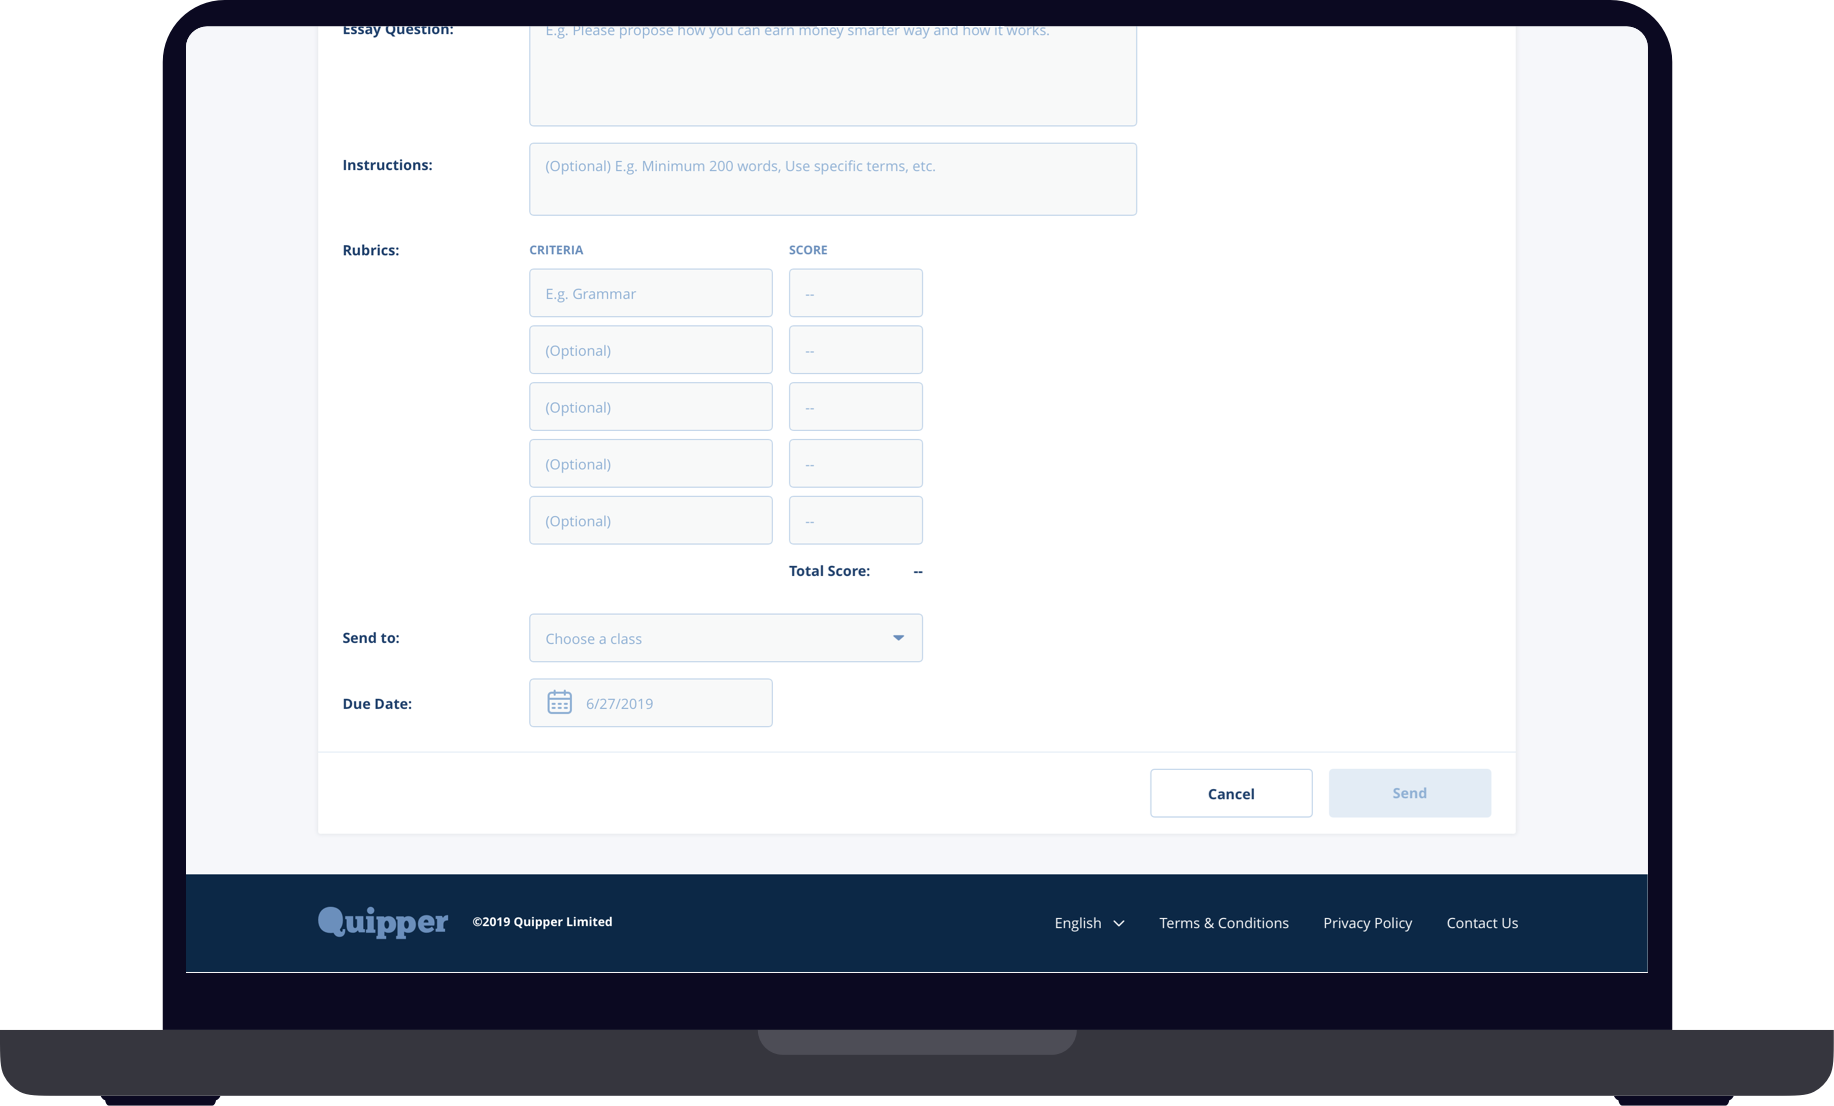 Essay Question:
E.g. Please propose how you can earn money smarter way and how it works.
Instructions:
(Optional) E.g. Minimum 200 words, Use specific terms, etc.
Rubrics:
CRITERIA
SCORE
E.g. Grammar
--
(Optional)
--
(Optional)
--
(Optional)
--
(Optional)
--
Total Score:
--
Send to:
Choose a class
Due Date:
6/27/2019
Cancel
Send
Quipper
©2019 Quipper Limited
English
Terms & Conditions
Privacy Policy
Contact Us